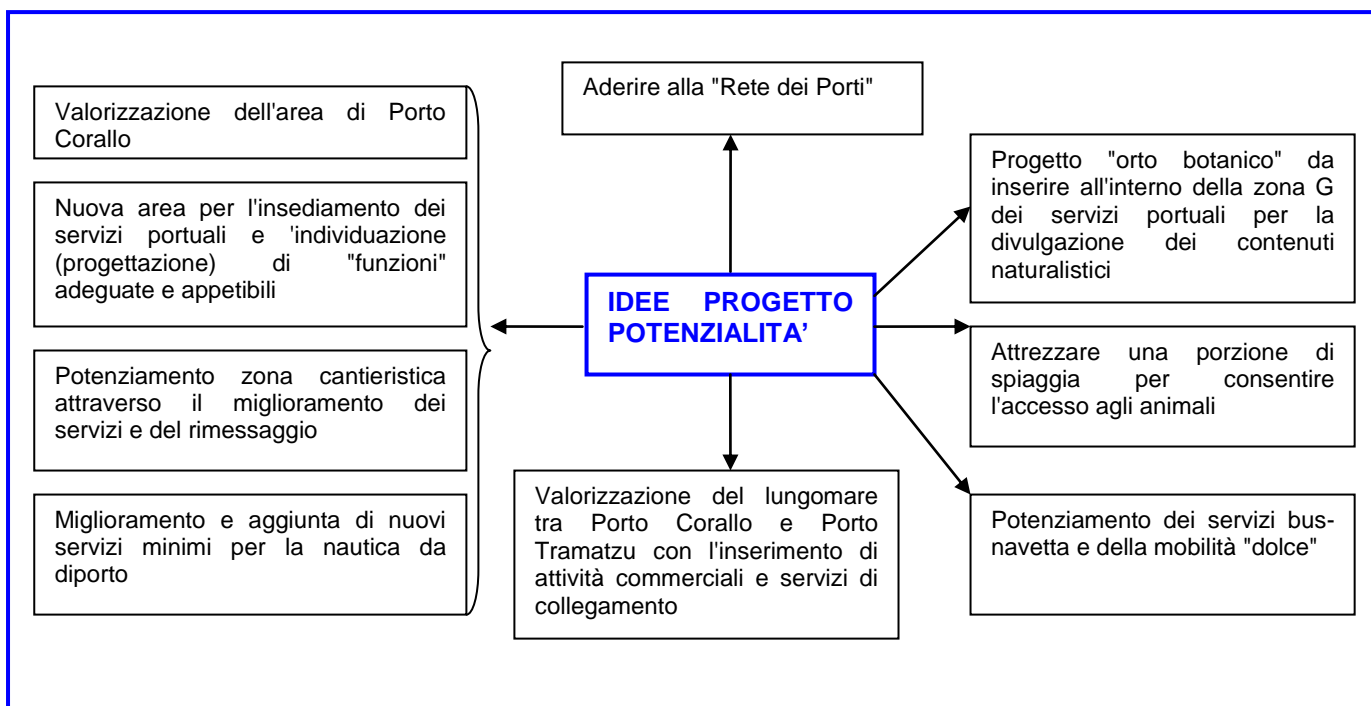 Aderire alla "Rete dei Porti"
Valorizzazione dell'area di Porto
Corallo
Nuova area per l'insediamento dei
servizi portuali e 'individuazione
(progettazione) di "funzioni"
adeguate e appetibili
Potenziamento zona cantieristica
attraverso il miglioramento dei
servizi e del rimessaggio
Miglioramento e aggiunta di nuovi
servizi minimi per la nautica da
diporto
IDEE PROGETTO
POTENZIALITA’
Valorizzazione del lungomare
tra Porto Corallo e Porto
Tramatzu con l'inserimento di
attività commerciali e servizi di
collegamento
Progetto "orto botanico" da
inserire all'interno della zona G
dei servizi portuali per la
divulgazione dei contenuti
naturalistici
Attrezzare una porzione di
spiaggia per consentire
l'accesso agli animali
Potenziamento dei servizi bus-
navetta e della mobilità "dolce"